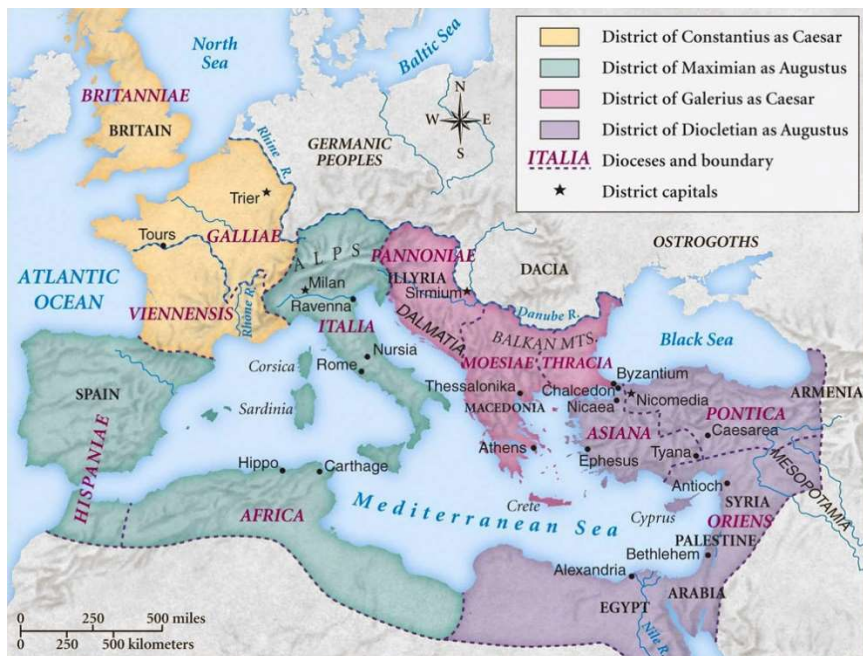 District of Constantius as Caesar
District of Maximian as Augustus
District of Galerius as Caesar
District of Diocletian as Augustus
ITALIA Dioceses and boundary
District capitals
North
Sea
Baltic Sea
BRITANNIAE
BRITAIN
N
W E
S
GERMANIC
PEOPLES
Rhine R.
Trier
Tours
GALLIAE
ATLANTIC
OCEAN
VIENNENSIS
Rhône R.
ALPS
Milan
Ravenna
ITALIA
PANNONIAE
ILLYRIA
Sirmium
DACIA
OSTROGOTHS
Danube R.
DALMATIA
BALKAN MTS.
Black Sea
Corsica
Nursia
Rome
Sardinia
MOESIAE
THRACIA
Byzantium
Thessalonika
Chalcedon
Nicomedia
MACEDONIA
Nicaea
ARMENIA
PONTICA
Caesarea
SPAIN
HISPANIAE
Athens
ASIANA
Ephesus
Tyana
MESOPOTAMIA
Hippo
Carthage
Antioch
SYRIA
Crete
Cyprus
ORIENS
AFRICA
Mediterranean Sea
PALESTINE
Bethlehem
Alexandria
EGYPT
ARABIA
Nile R.
0 250 500 miles
0 250 500 kilometers